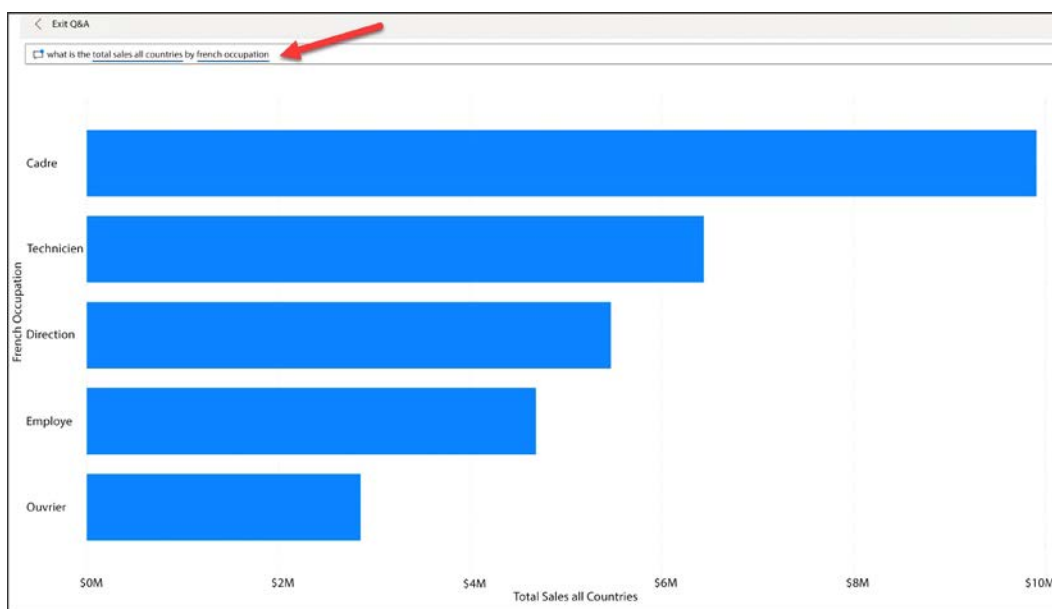 Exit Q&A
what is the total sales all countries by french occupation
Cadre
Technicien
Direction
Employe
Ouvrier
French Occupation
$0M $2M $4M $6M $8M $10M
Total Sales all Countries